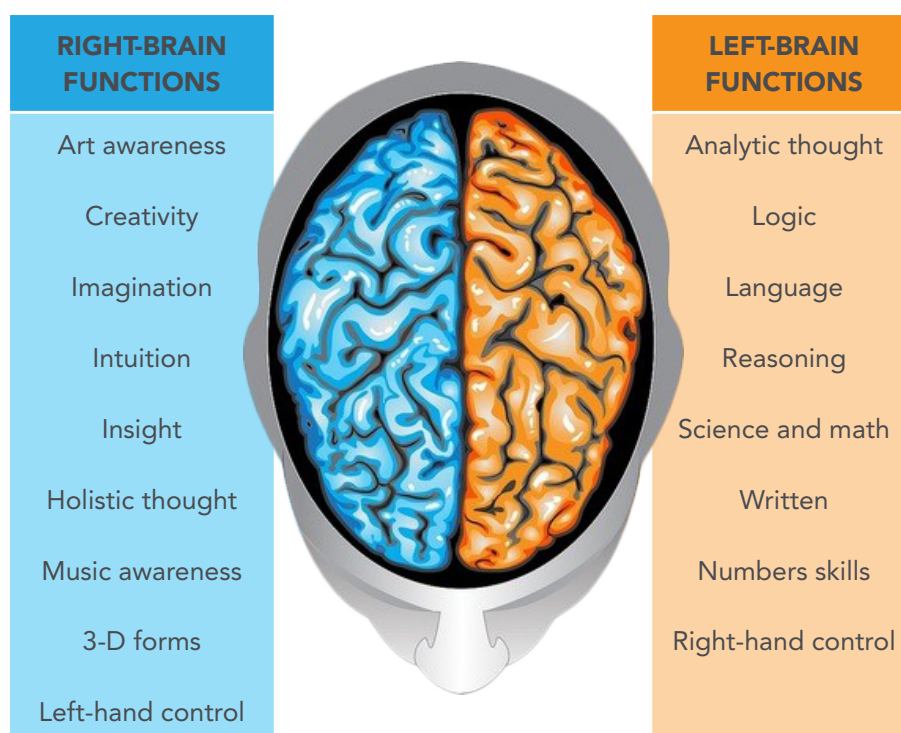 RIGHT-BRAIN
FUNCTIONS
Art awareness
Creativity
Imagination
Intuition
Insight
Holistic thought
Music awareness
3-D forms
Left-hand control
LEFT-BRAIN
FUNCTIONS
Analytic thought
Logic
Language
Reasoning
Science and math
Written
Numbers skills
Right-hand control